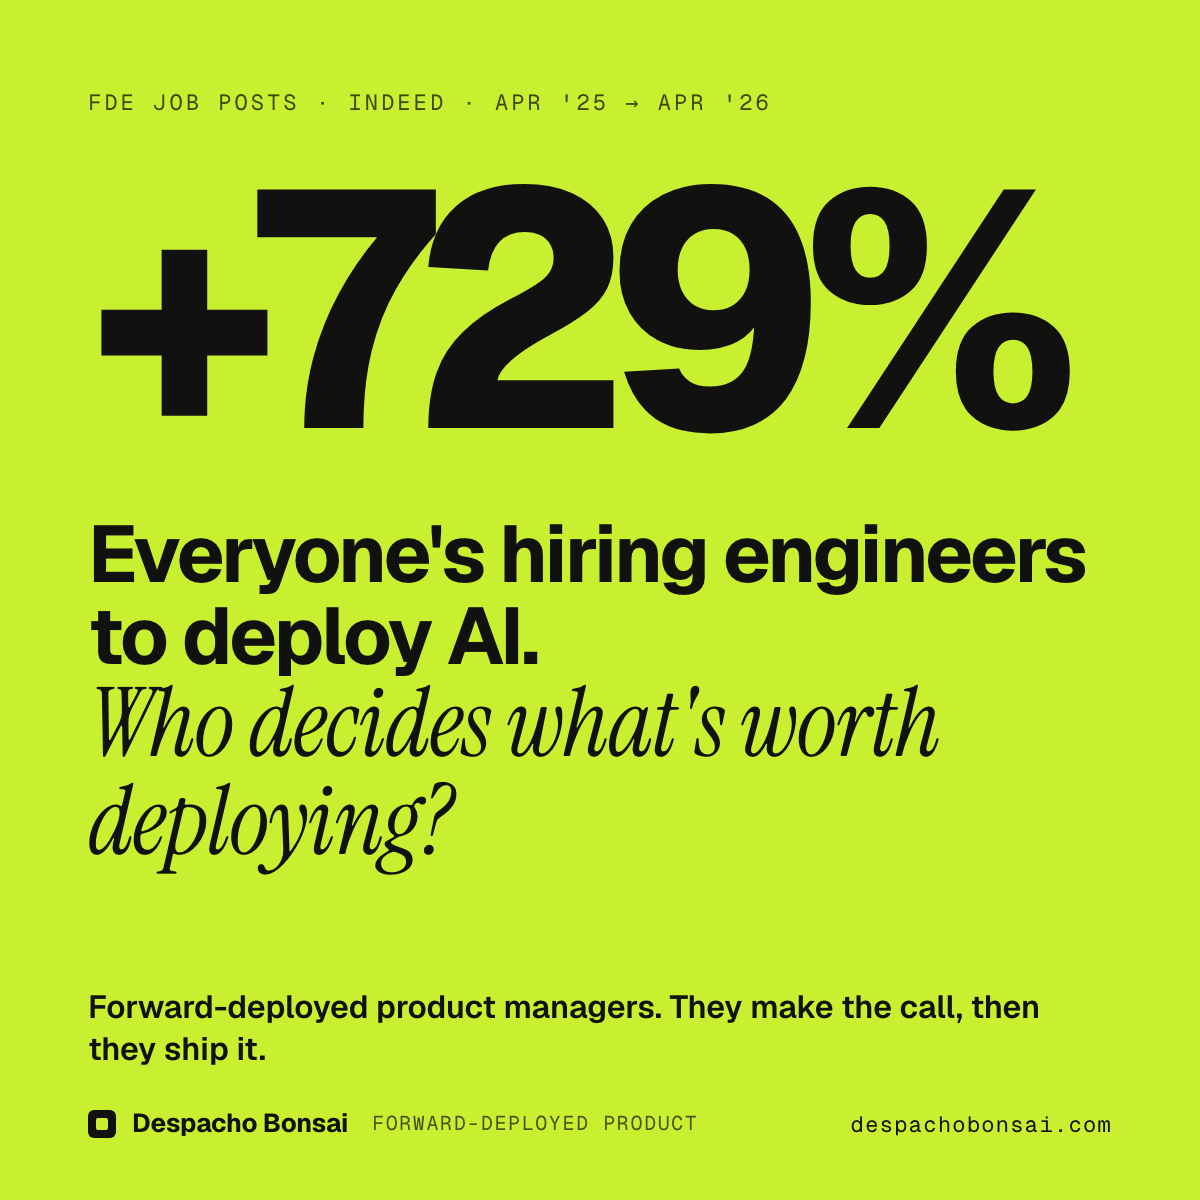 FDE JOB POSTS · INDEED · APR '25 → APR '26
+729%
Everyone's hiring engineers
to deploy AI.
Who decides what's worth
deploying?
Forward-deployed product managers. They make the call, then
they ship it.
Despacho Bonsai FORWARD-DEPLOYED PRODUCT despachobonsai.com